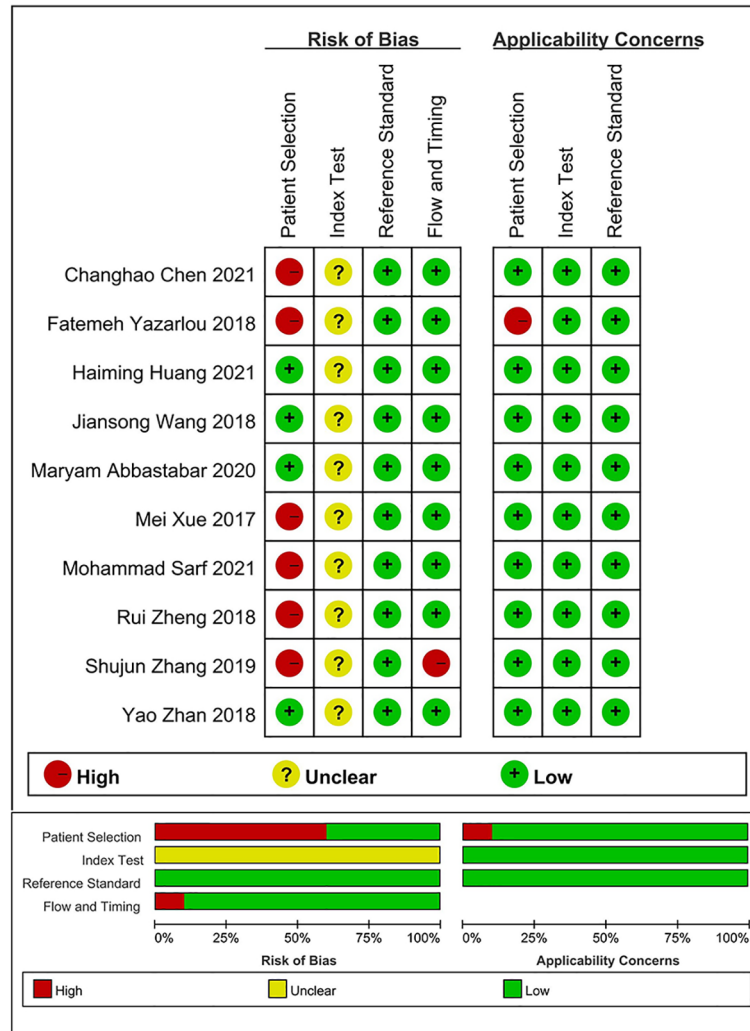 Risk of Bias
Applicability Concerns
Patient Selection
Index Test
Reference Standard
Flow and Timing
Patient Selection
Index Test
Reference Standard
Changhao Chen 2021 - ? + + + + +
Fatemeh Yazarlou 2018 - ? + + - + +
Haiming Huang 2021 + ? + + + + +
Jiansong Wang 2018 + ? + + + + +
Maryam Abbastabar 2020 + ? + + + + +
Mei Xue 2017 - ? + + + + +
Mohammad Sarf 2021 - ? + + + + +
Rui Zheng 2018 - ? + + + + +
Shujun Zhang 2019 - ? + - + + +
Yao Zhan 2018 + ? + + + + +
- High ? Unclear + Low
Patient Selection
Index Test
Reference Standard
Flow and Timing
0% 25% 50% 75% 100%
0% 25% 50% 75% 100%
Risk of Bias
Applicability Concerns
High Unclear Low